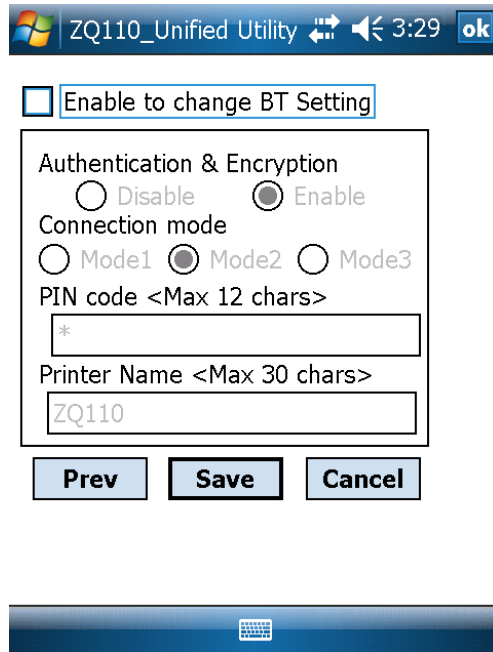 ZQ110_Unified Utility 3:29 ok
Enable to change BT Setting
Authentication & Encryption
Disable Enable
Connection mode
Mode1 Mode2 Mode3
PIN code <Max 12 chars>
*
Printer Name <Max 30 chars>
ZQ110
Prev Save Cancel